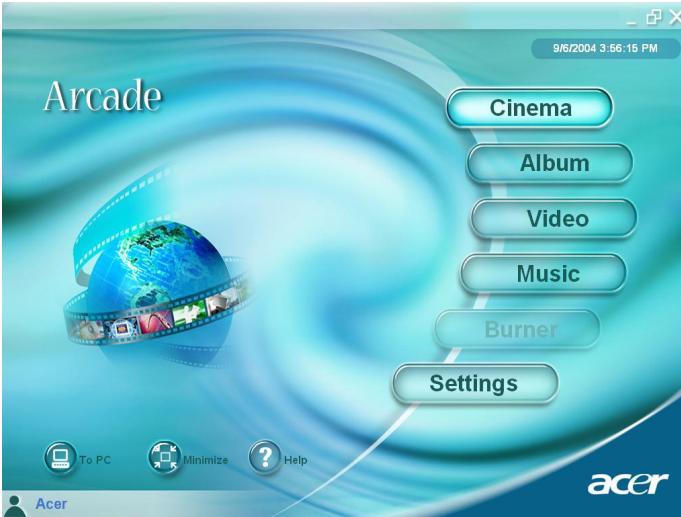 9/6/2004 3:56:15 PM
Arcade
Cinema
Album
Video
Music
Burner
Settings
To PC
Minimize
? Help
acer
Acer